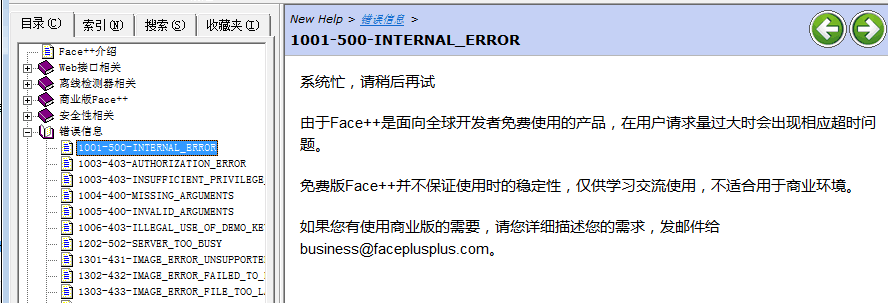 目录(C)
索引(N)
搜索(S)
收藏夹(I)
Face++介绍
Web接口相关
离线检测器相关
商业版Face++
安全性相关
错误信息
1001-500-INTERNAL_ERROR
1003-403-AUTHORIZATION_ERROR
1003-403-INSUFFICIENT_PRIVILEGE_
1004-400-MISSING_ARGUMENTS
1005-400-INVALID_ARGUMENTS
1006-403-ILLEGAL_USE_OF_DEMO_KE
1202-502-SERVER_TOO_BUSY
1301-431-IMAGE_ERROR_UNSUPPORTE
1302-432-IMAGE_ERROR_FAILED_TO_
1303-433-IMAGE_ERROR_FILE_TOO_L
New Help > 错误信息 >
1001-500-INTERNAL_ERROR
系统忙，请稍后再试
由于Face++是面向全球开发者免费使用的产品，在用户请求量过大时会出现相应超时问
题。
免费版Face++并不保证使用时的稳定性，仅供学习交流使用，不适合用于商业环境。
如果您有使用商业版的需要，请您详细描述您的需求，发邮件给
business@faceplusplus.com。